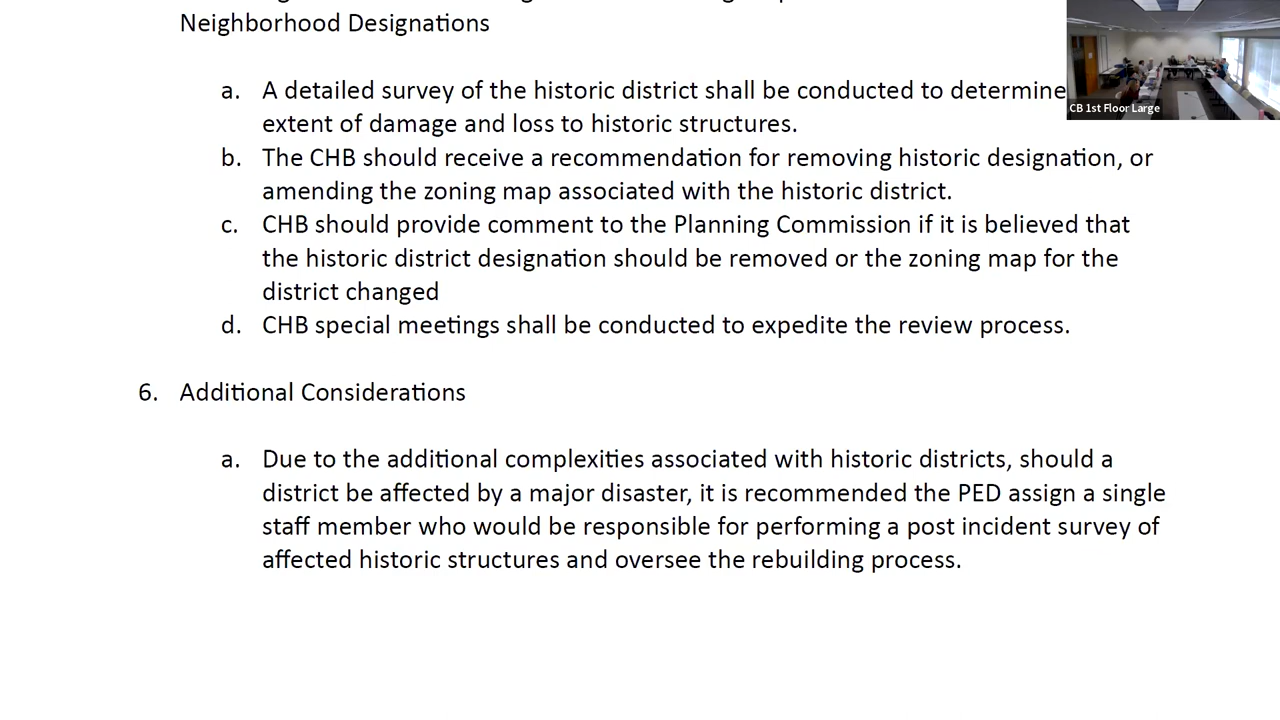 Neighborhood Designations
a. A detailed survey of the historic district shall be conducted to determine
extent of damage and loss to historic structures.
b. The CHB should receive a recommendation for removing historic designation, or
amending the zoning map associated with the historic district.
c. CHB should provide comment to the Planning Commission if it is believed that
the historic district designation should be removed or the zoning map for the
district changed
d. CHB special meetings shall be conducted to expedite the review process.
6. Additional Considerations
a. Due to the additional complexities associated with historic districts, should a
district be affected by a major disaster, it is recommended the PED assign a single
staff member who would be responsible for performing a post incident survey of
affected historic structures and oversee the rebuilding process.
CB 1st Floor Large